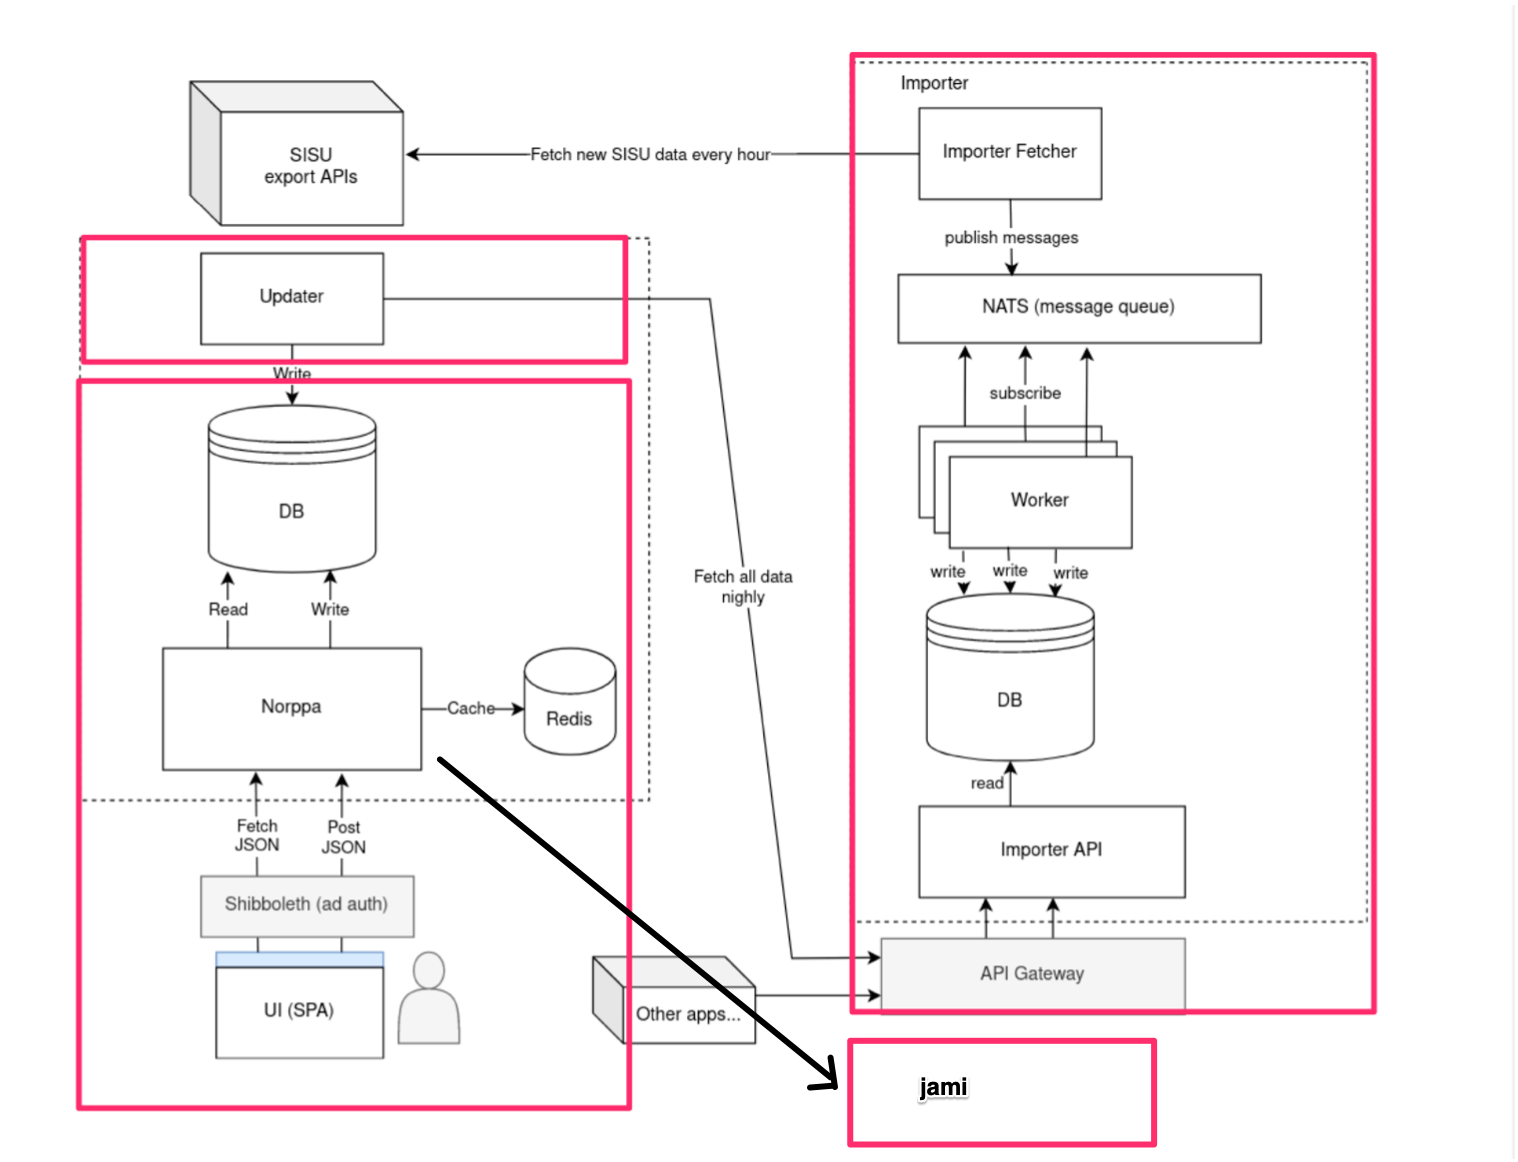 Importer
SISU
export APIs
Fetch new SISU data every hour
Importer Fetcher
publish messages
Updater
NATS (message queue)
Write
subscribe
DB
Worker
Fetch all data
nighly
write
write
write
Read
Write
Norppa
Cache
Redis
DB
read
Fetch
JSON
Post
JSON
Importer API
Shibboleth (ad auth)
API Gateway
UI (SPA)
Other apps...
jami